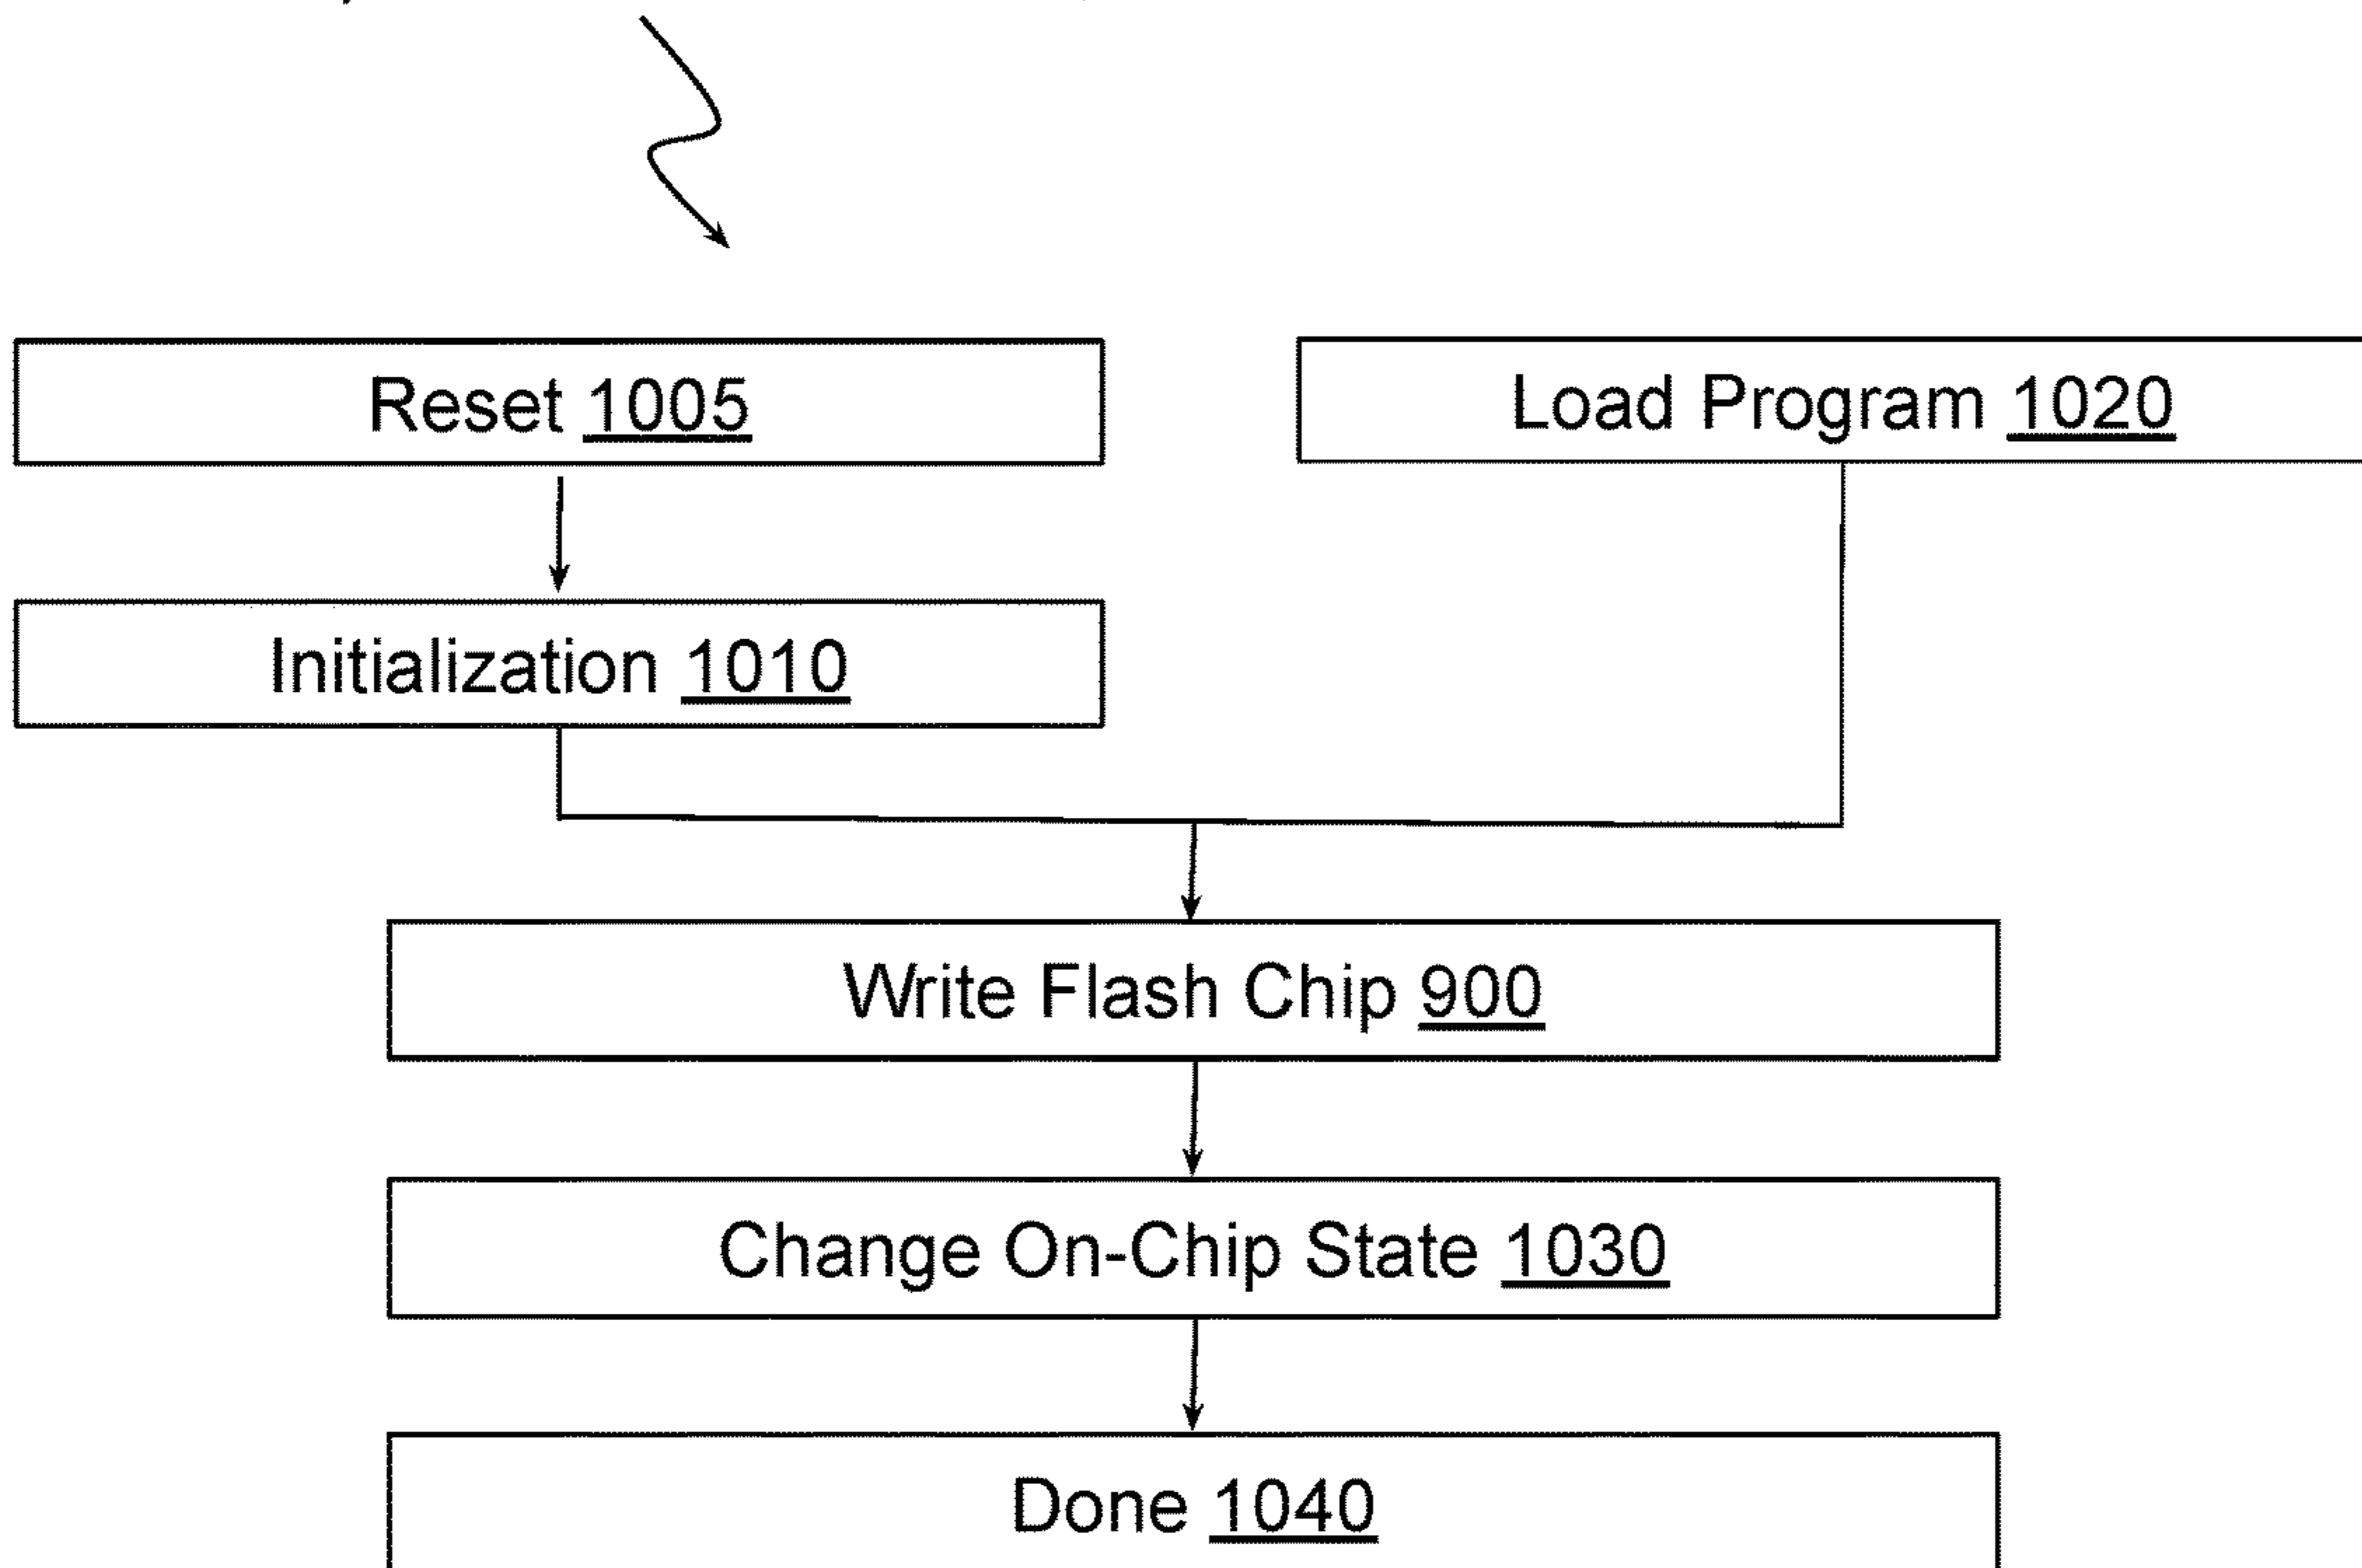 Reset 1005
Load Program 1020
Initialization 1010
Write Flash Chip 900
Change On-Chip State 1030
Done 1040